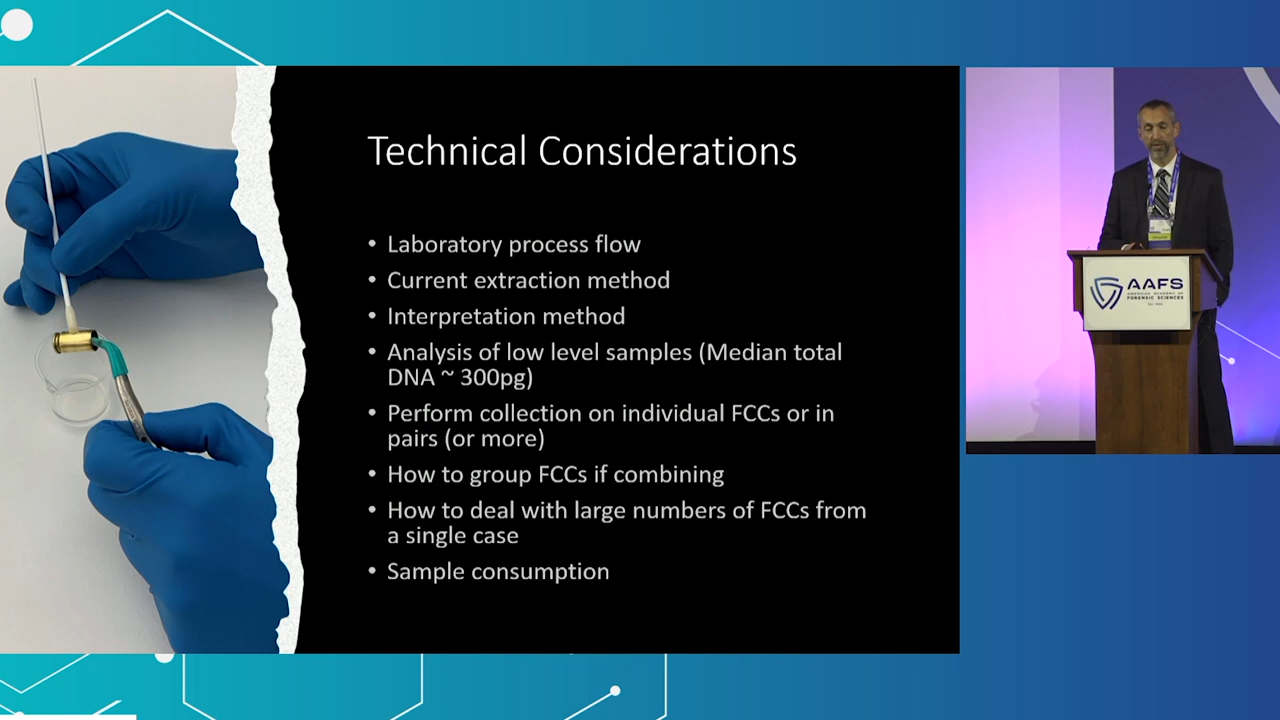 Technical Considerations
• Laboratory process flow
• Current extraction method
• Interpretation method
• Analysis of low level samples (Median total
DNA ~ 300pg)
• Perform collection on individual FCCs or in
pairs (or more)
• How to group FCCs if combining
• How to deal with large numbers of FCCs from
a single case
• Sample consumption
AAFS
AMERICAN ACADEMY OF
FORENSIC SCIENCES